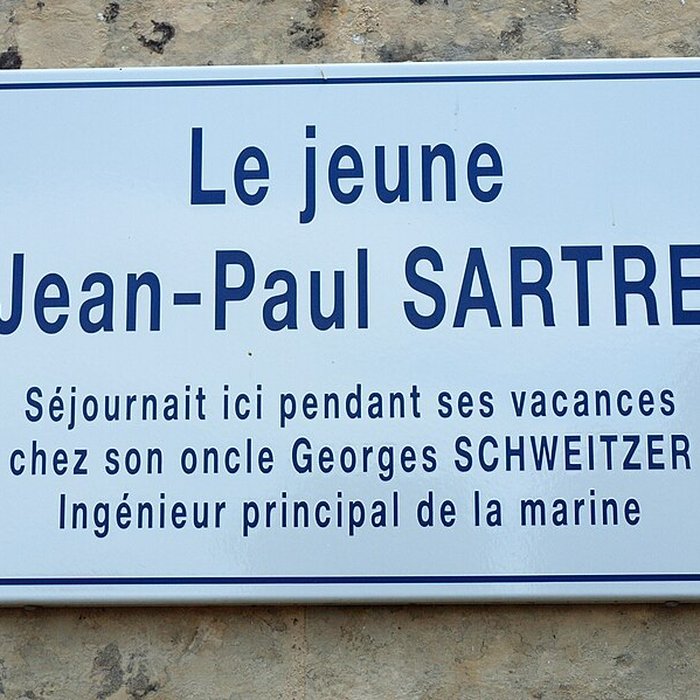 Le jeune
Jean-Paul SARTRE
Séjournait ici pendant ses vacances
chez son oncle Georges SCHWEITZER
Ingénieur principal de la marine